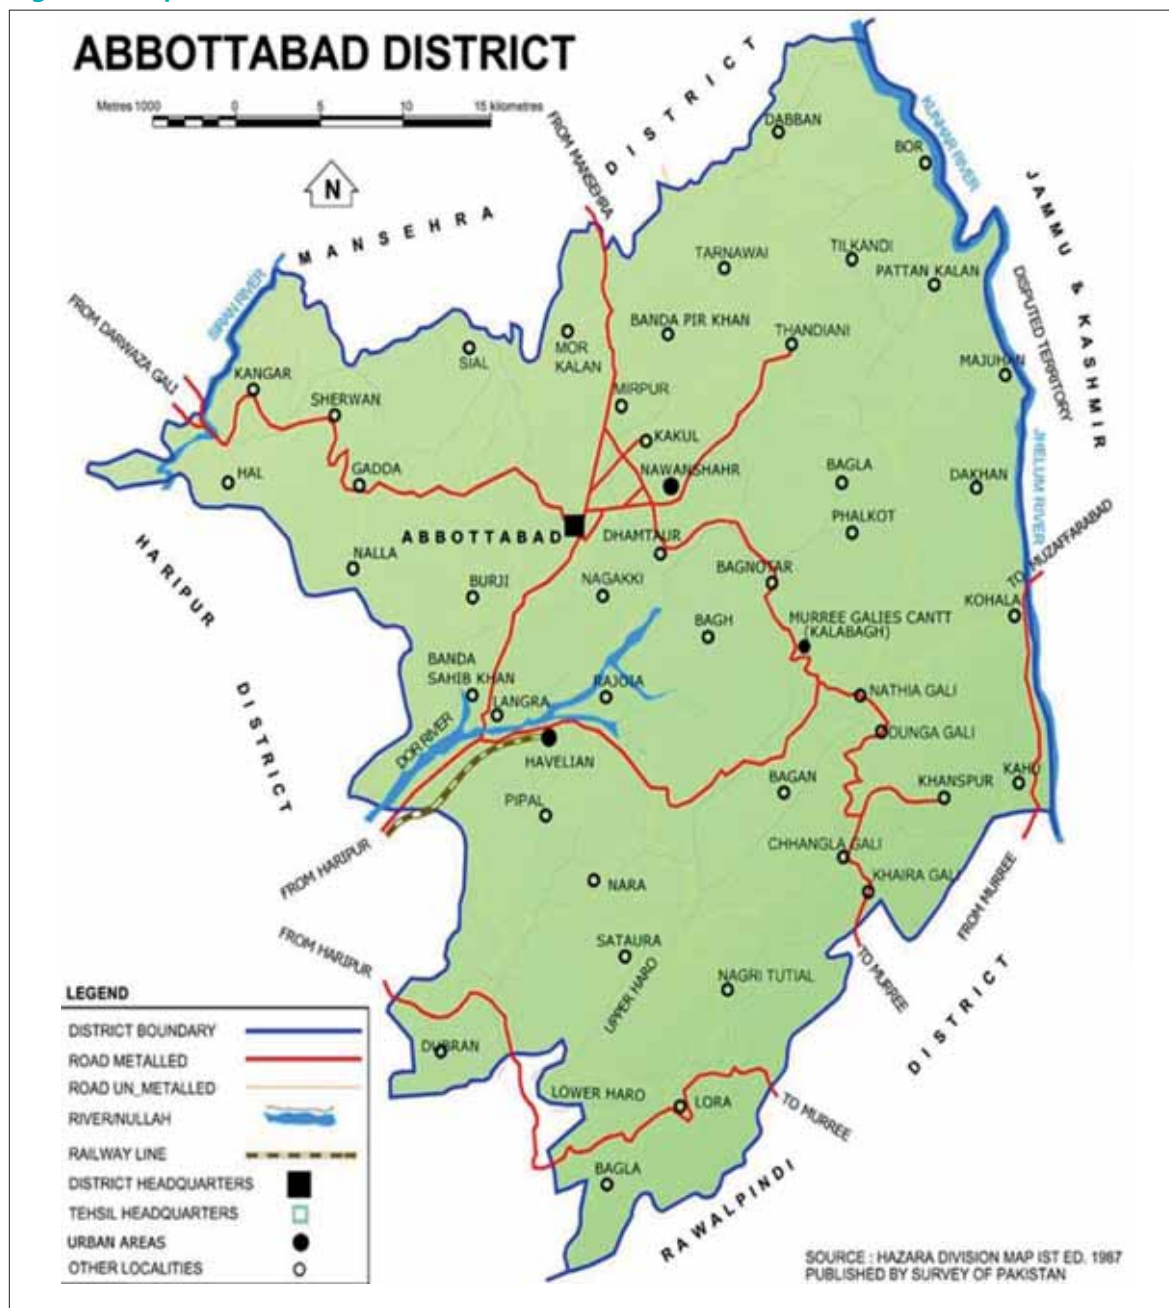 ABBOTTABAD DISTRICT
Metres 1000 0 5 10 15 kilometres
N
MANSEHRA DISTRICT
FROM MANSEHRA
DABBAN
BOR
KUNHAR RIVER
JAMMU & KASHMIR
DISPUTED TERRITORY
TARNAWAI
TILKANDI
PATTAN KALAN
SIRAN RIVER
FROM DARWAZA GALI
BANDA PIR KHAN
THANDIANI
MOR
KALAN
SIAL
MAJUHAN
KANGAR
SHERWAN
MIRPUR
KAKUL
HAL
GADDA
NAWANSHAHR
BAGLA
DAKHAN
JHELUM RIVER
PHALKOT
ABBOTTABAD
DHAMTAUR
TO MUZAFFARABAD
HARIPUR DISTRICT
NALLA
BURJI
NAGAKKI
BAGNOTAR
KOHALA
BAGH
MURREE GALIES CANTT
(KALABAGH)
BANDA
SAHIB KHAN
LANGRA
RAJOIA
NATHIA GALI
DOR RIVER
HAVELIAN
DUNGA GALI
BAGAN
KHANSPUR
KAHU
PIPAL
FROM HARIPUR
CHHANGLA GALI
KHAIRA GALI
FROM MURREE
NARA
FROM HARIPUR
SATAURA
UPPER HARO
NAGRI TUTIAL
TO MURREE
DUBRAN
LOWER HARO
LORA
TO MURREE
BAGLA
RAWALPINDI DISTRICT
LEGEND
DISTRICT BOUNDARY
ROAD METALLED
ROAD UN_METALLED
RIVER/NULLAH
RAILWAY LINE
DISTRICT HEADQUARTERS
TEHSIL HEADQUARTERS
URBAN AREAS
OTHER LOCALITIES
SOURCE : HAZARA DIVISION MAP IST ED. 1987
PUBLISHED BY SURVEY OF PAKISTAN